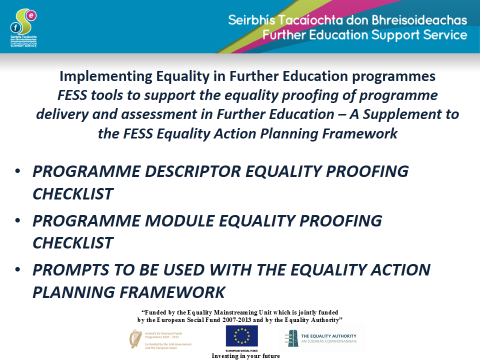 Seirbhís Tacaíochta don Bhreisoideachas
Further Education Support Service
Implementing Equality in Further Education programmes
FESS tools to support the equality proofing of programme
delivery and assessment in Further Education – A Supplement to
the FESS Equality Action Planning Framework
• PROGRAMME DESCRIPTOR EQUALITY PROOFING
CHECKLIST
• PROGRAMME MODULE EQUALITY PROOFING
CHECKLIST
• PROMPTS TO BE USED WITH THE EQUALITY ACTION
PLANNING FRAMEWORK
“Funded by the Equality Mainstreaming Unit which is jointly funded
by the European Social Fund 2007-2013 and by the Equality Authority”
THE EQUALITY AUTHORITY
EUROPEAN SOCIAL FUND
Investing in your future